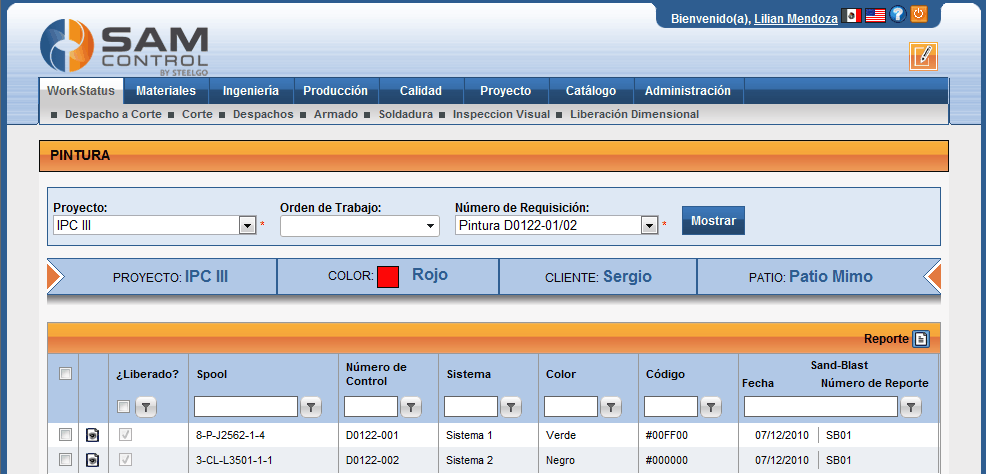 Bienvenido(a), Lilian Mendoza
SAM
CONTROL
BY STEELGO
WorkStatus Materiales Ingeniería Producción Calidad Proyecto Catálogo Administración
Despacho a Corte Corte Despachos Armado Soldadura Inspeccion Visual Liberación Dimensional
PINTURA
Proyecto: Orden de Trabajo: Número de Requisición:
IPC III * Pintura D0122-01/02 * Mostrar
PROYECTO: IPC III COLOR: Rojo CLIENTE: Sergio PATIO: Patio Mimo
Reporte
¿Liberado? Spool Número de Control Sistema Color Código Sand-Blast
Fecha Número de Reporte
8-P-J2562-1-4 D0122-001 Sistema 1 Verde #00FF00 07/12/2010 SB01
3-CL-L3501-1-1 D0122-002 Sistema 2 Negro #000000 07/12/2010 SB01